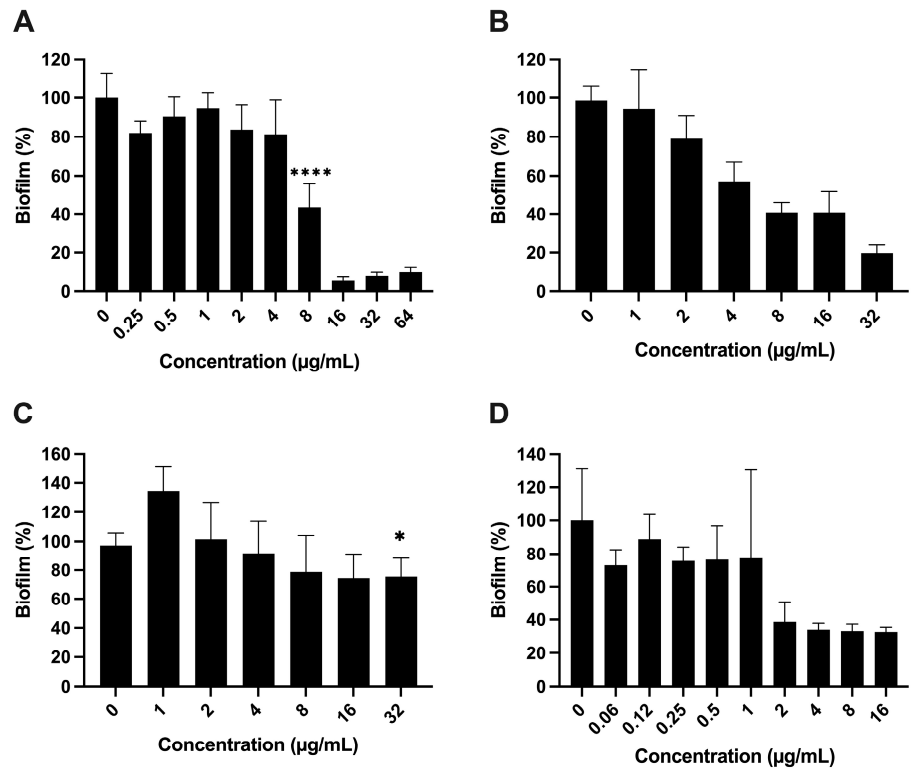 A
Biofilm (%)
120
100
80
60
40
20
0
****
0 0.25 0.5 1 2 4 8 16 32 64
Concentration (µg/mL)
B
Biofilm (%)
120
100
80
60
40
20
0
0 1 2 4 8 16 32
Concentration (µg/mL)
C
Biofilm (%)
160
140
120
100
80
60
40
20
0
*
0 1 2 4 8 16 32
Concentration (µg/mL)
D
Biofilm (%)
140
120
100
80
60
40
20
0
0 0.06 0.12 0.25 0.5 1 2 4 8 16
Concentration (µg/mL)